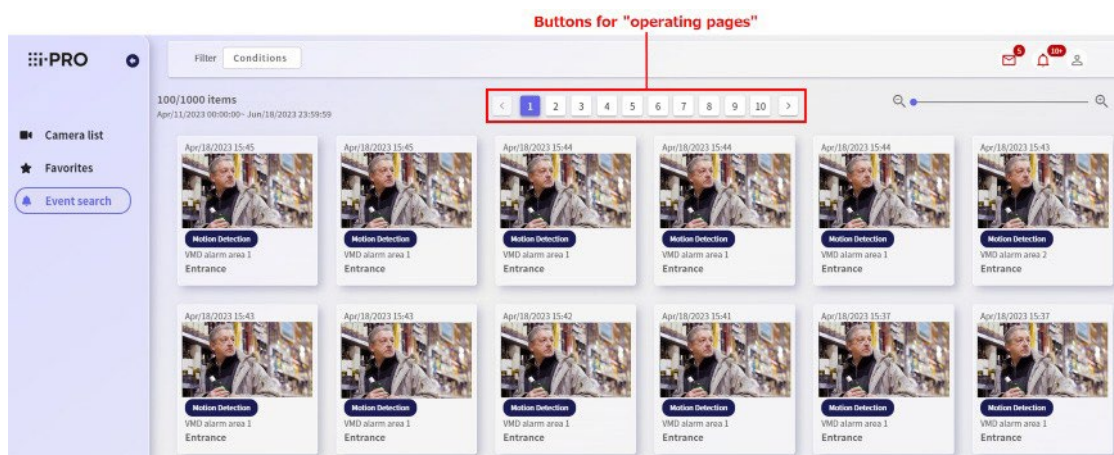 Buttons for "operating pages"
i-PRO
Filter Conditions
5
10+
100/1000 items
Apr/11/2023 00:00:00~ Jun/18/2023 23:59:59
< 1 2 3 4 5 6 7 8 9 10 >
Camera list
Favorites
Event search
Apr/18/2023 15:45
Motion Detection
VMD alarm area 1
Entrance
Apr/18/2023 15:45
Motion Detection
VMD alarm area 1
Entrance
Apr/18/2023 15:44
Motion Detection
VMD alarm area 1
Entrance
Apr/18/2023 15:44
Motion Detection
VMD alarm area 1
Entrance
Apr/18/2023 15:44
Motion Detection
VMD alarm area 1
Entrance
Apr/18/2023 15:43
Motion Detection
VMD alarm area 2
Entrance
Apr/18/2023 15:43
Motion Detection
VMD alarm area 1
Entrance
Apr/18/2023 15:43
Motion Detection
VMD alarm area 1
Entrance
Apr/18/2023 15:42
Motion Detection
VMD alarm area 1
Entrance
Apr/18/2023 15:41
Motion Detection
VMD alarm area 1
Entrance
Apr/18/2023 15:37
Motion Detection
VMD alarm area 1
Entrance
Apr/18/2023 15:37
Motion Detection
VMD alarm area 1
Entrance